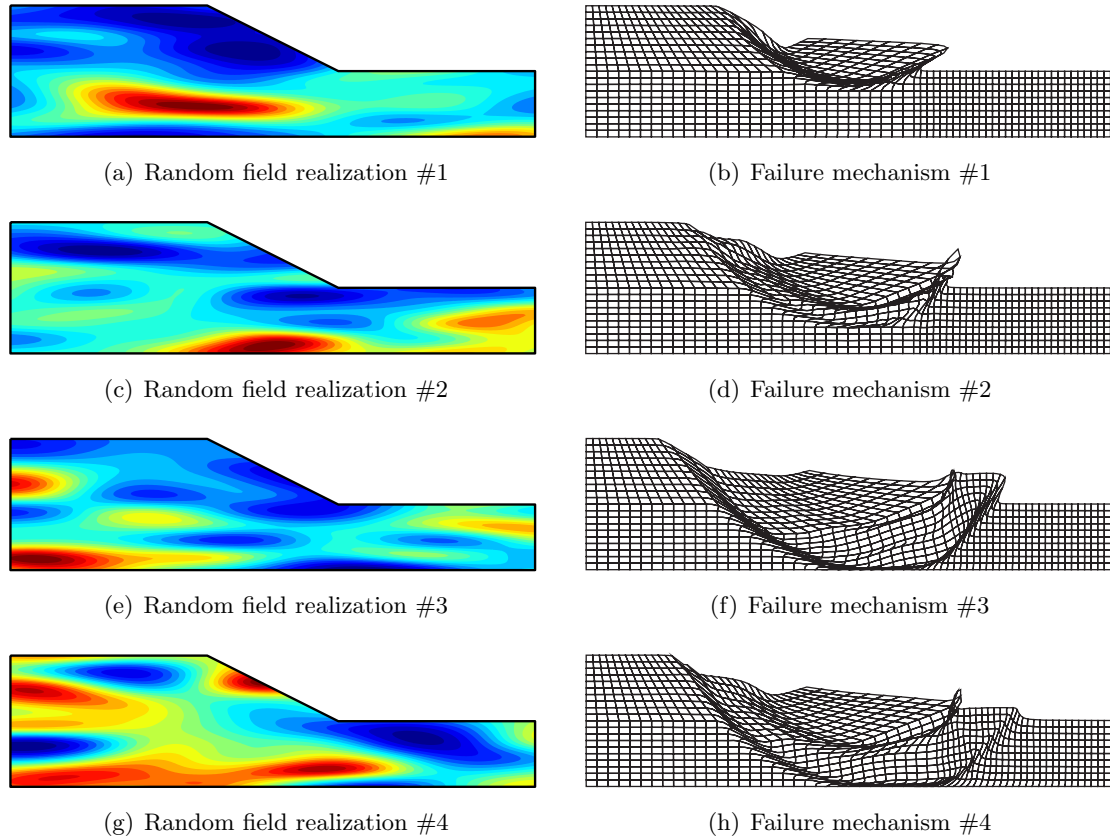 (a) Random field realization #1
(b) Failure mechanism #1
(c) Random field realization #2
(d) Failure mechanism #2
(e) Random field realization #3
(f) Failure mechanism #3
(g) Random field realization #4
(h) Failure mechanism #4